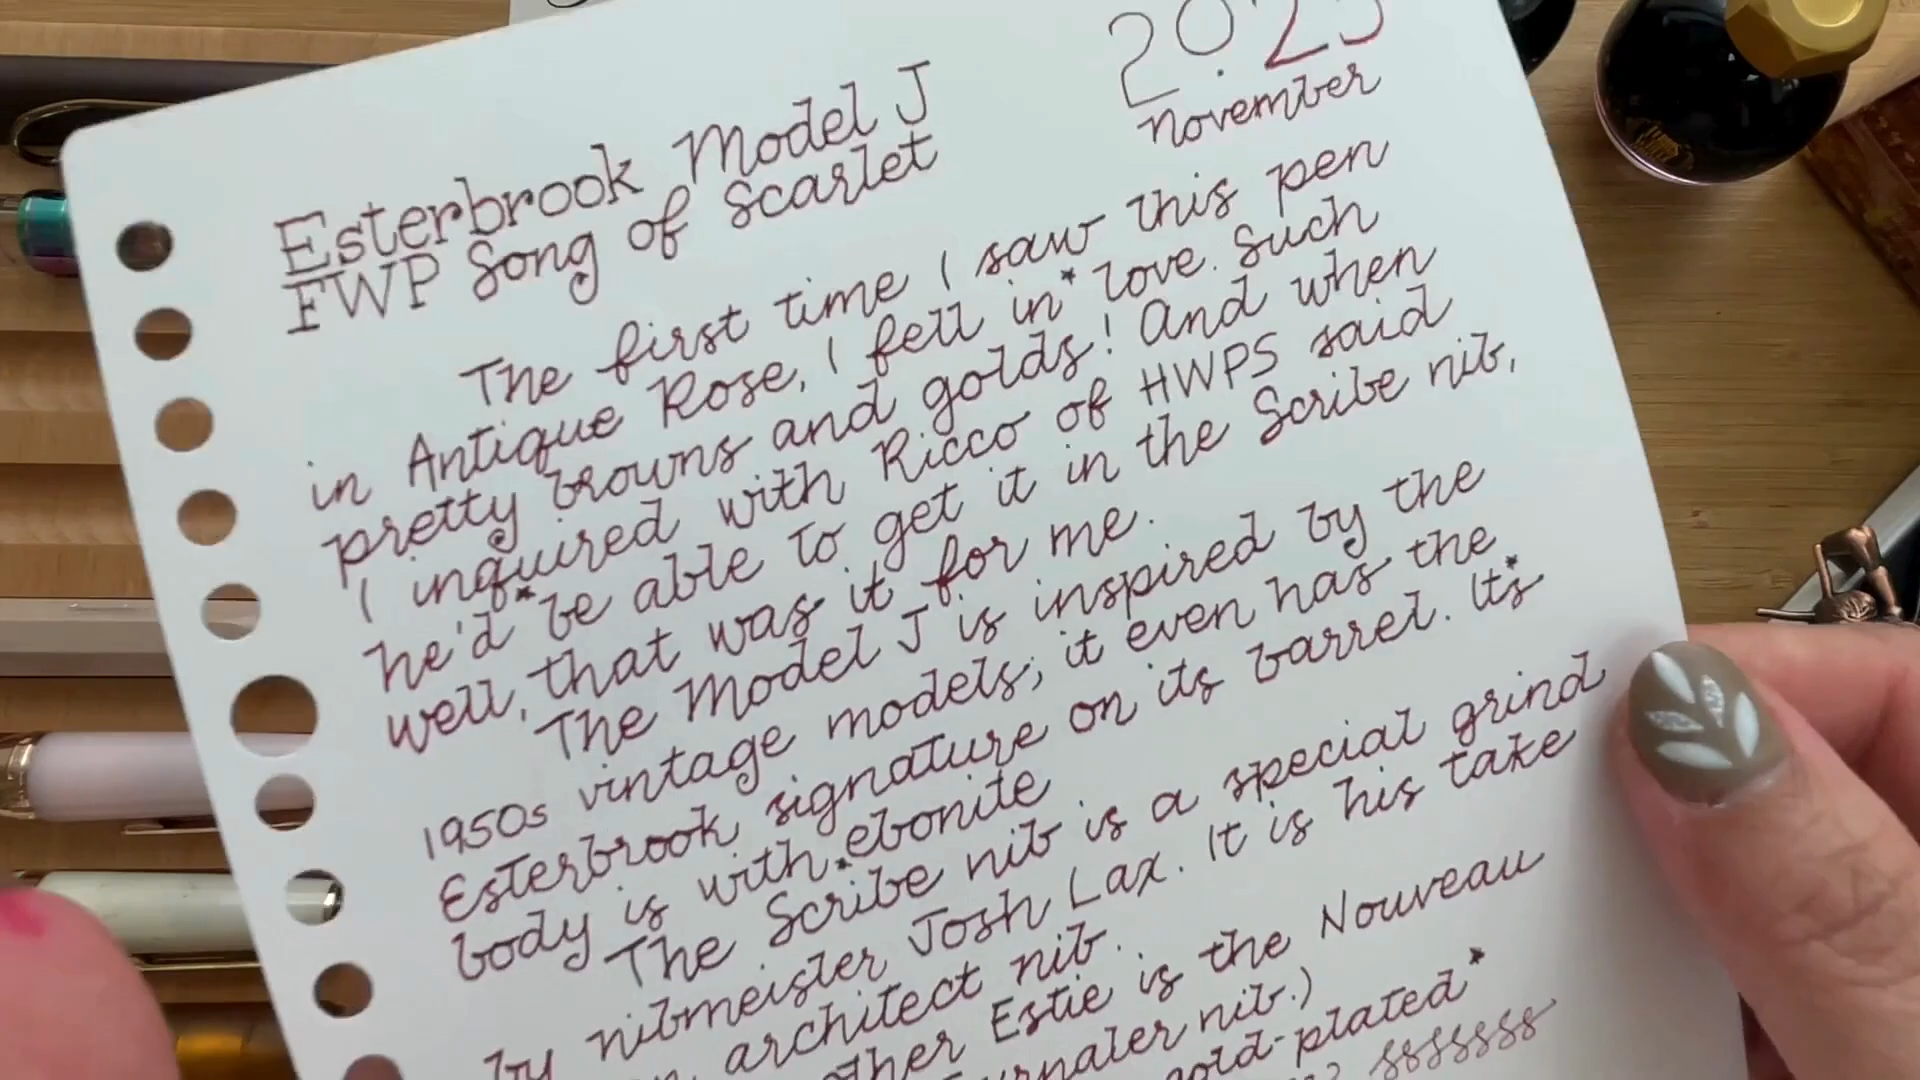 2025
November
Esterbrook Model J
FWP Song of Scarlet
The first time I saw this pen
in Antique Rose, I fell in* love. Such
pretty browns and golds! And when
I inquired with Ricco of HWPS said
he'd *be able to get it in the Scribe nib,
well, that was it for me.
The Model J is inspired by the
1950s vintage models; it even has the
Esterbrook signature on its barrel. Its*
body is with *ebonite
The Scribe nib is a special grind
by nibmeister Josh Lax. It is his take
architect nib.
Estie is the Nouveau
nib.)
gold-plated*
sssssss